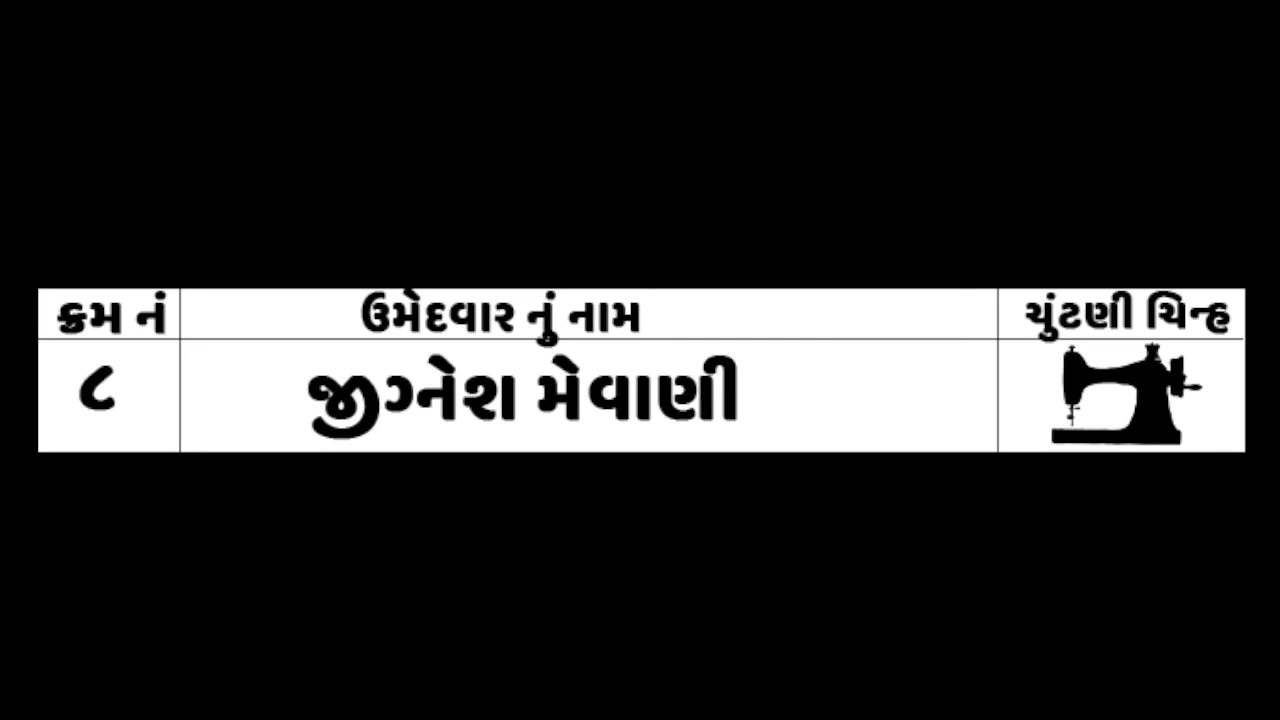 ક્રમ નં ઉમેદવાર નું નામ ચુંટણી ચિન્હ
૮ જીગ્નેશ મેવાણી